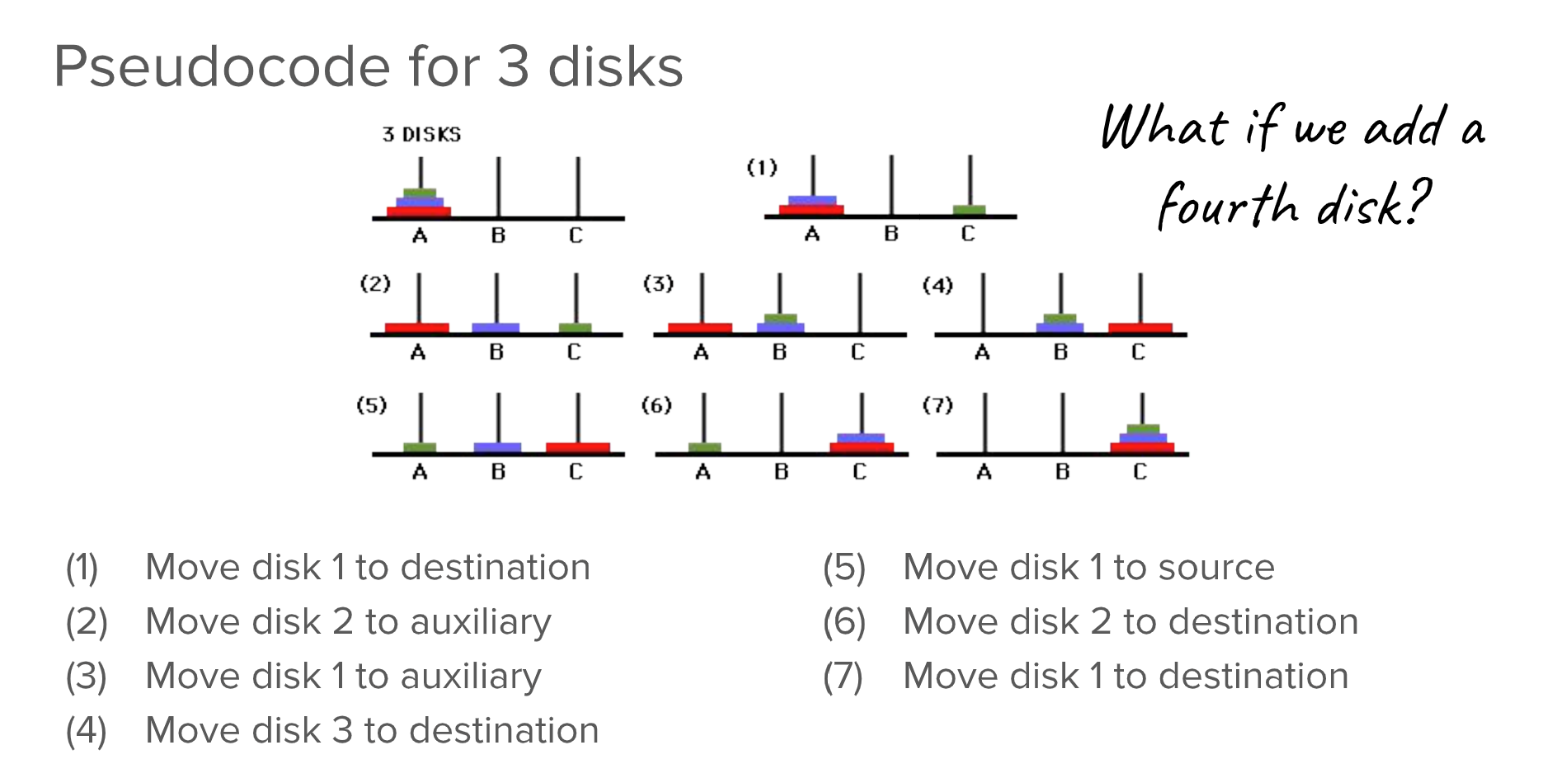 Pseudocode for 3 disks
What if we add a
fourth disk?
3 DISKS
A B C
(1)
A B C
(2)
A B C
(3)
A B C
(4)
A B C
(5)
A B C
(6)
A B C
(7)
A B C
(1) Move disk 1 to destination
(2) Move disk 2 to auxiliary
(3) Move disk 1 to auxiliary
(4) Move disk 3 to destination
(5) Move disk 1 to source
(6) Move disk 2 to destination
(7) Move disk 1 to destination